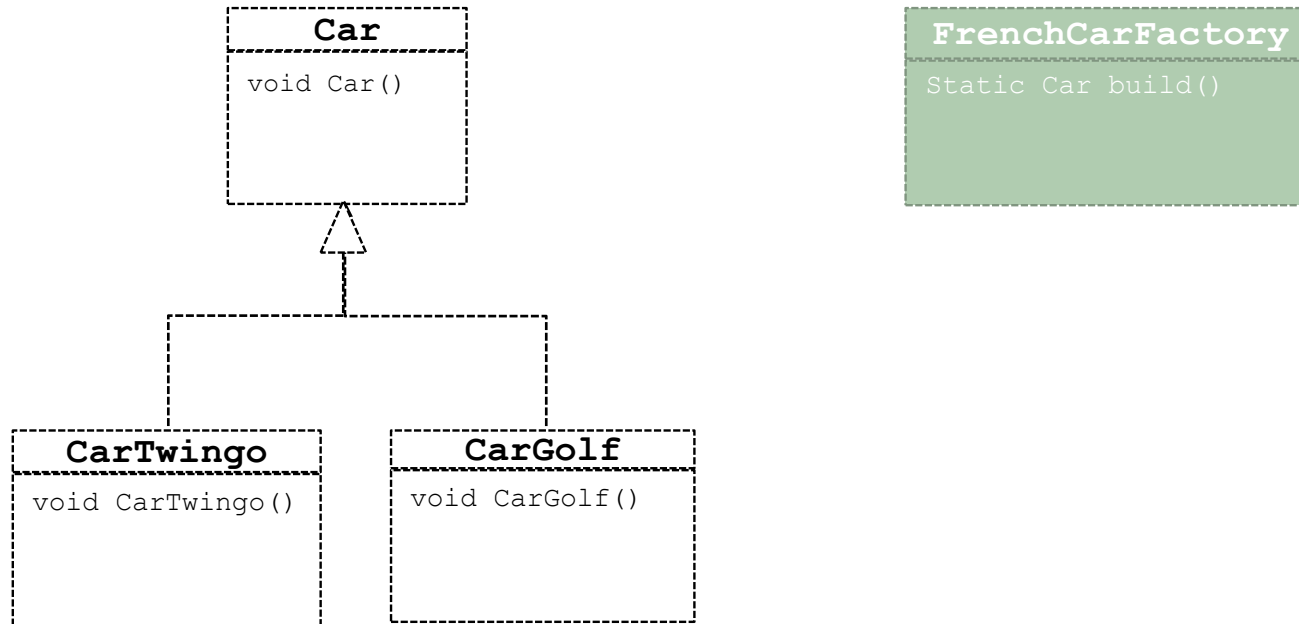 Car
void Car()
FrenchCarFactory
Static Car build()
CarTwingo
void CarTwingo()
CarGolf
void CarGolf()